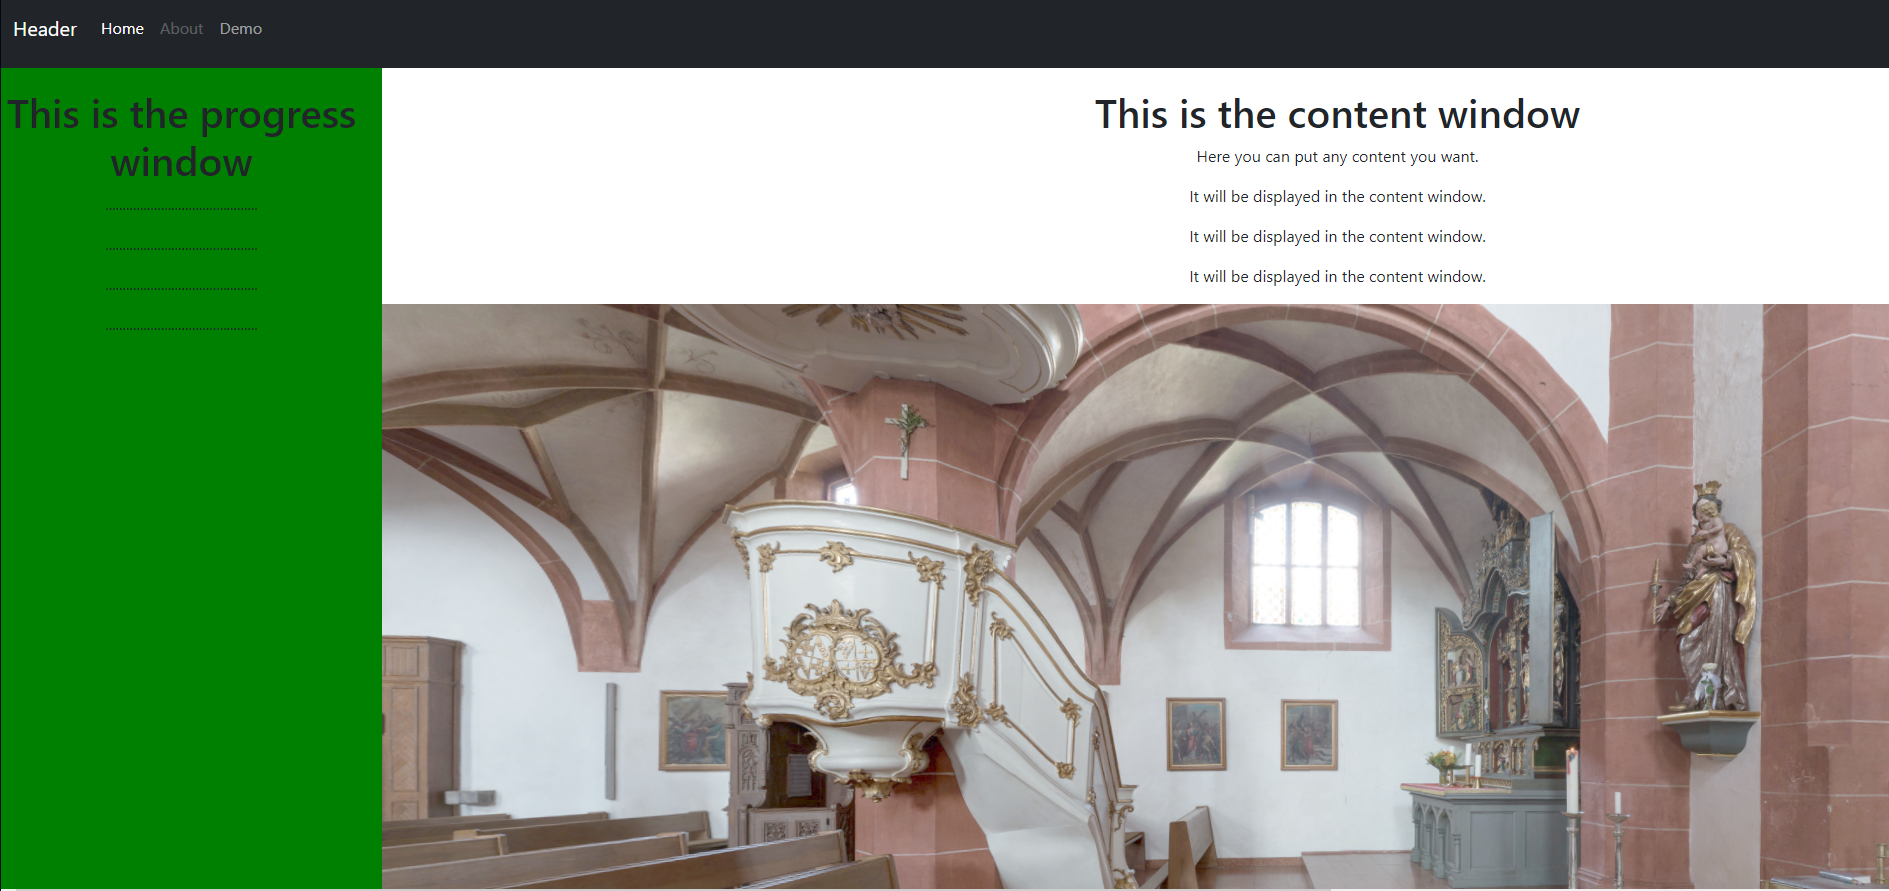 Header Home About Demo
This is the progress
window
This is the content window
Here you can put any content you want.
It will be displayed in the content window.
It will be displayed in the content window.
It will be displayed in the content window.